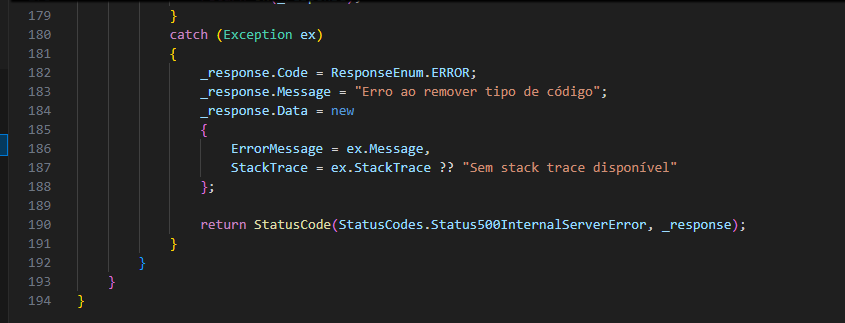 179 }
180 catch (Exception ex)
181 {
182 _response.Code = ResponseEnum.ERROR;
183 _response.Message = "Erro ao remover tipo de código";
184 _response.Data = new
185 {
186 ErrorMessage = ex.Message,
187 StackTrace = ex.StackTrace ?? "Sem stack trace disponível"
188 };
189
190 return StatusCode(StatusCodes.Status500InternalServerError, _response);
191 }
192 }
193 }
194 }